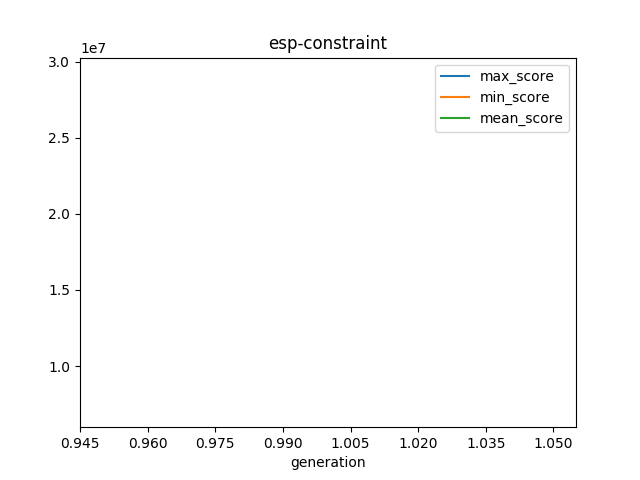 esp-constraint
1e7
3.0
2.5
2.0
1.5
1.0
max_score
min_score
mean_score
0.945 0.960 0.975 0.990 1.005 1.020 1.035 1.050
generation